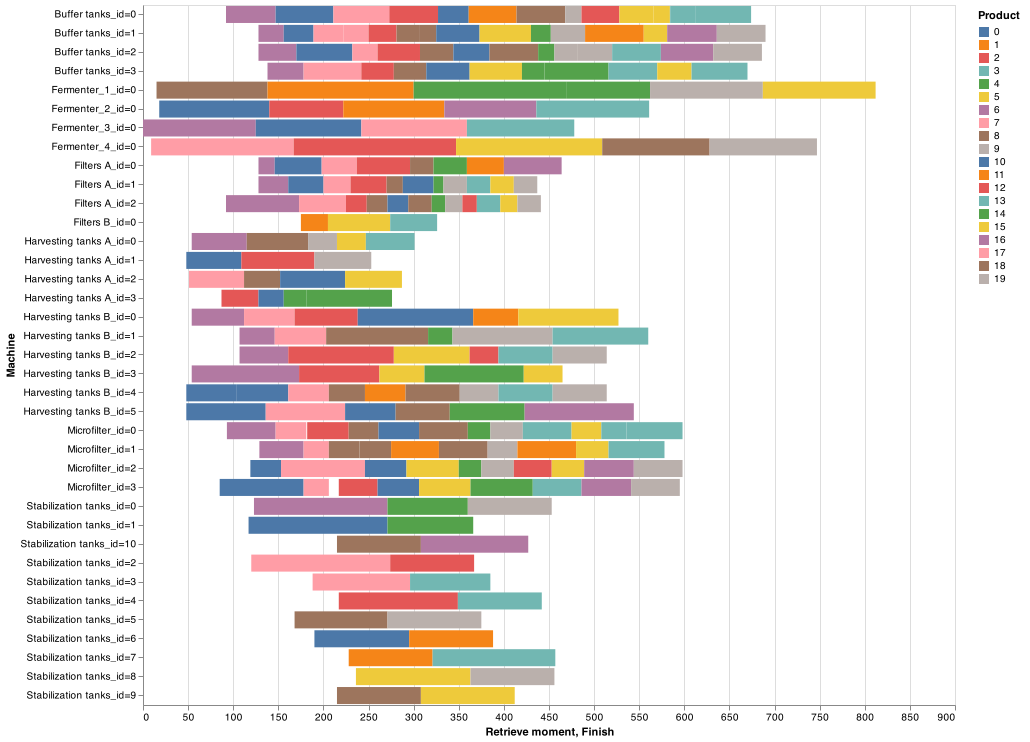 Buffer tanks_id=0
Buffer tanks_id=1
Buffer tanks_id=2
Buffer tanks_id=3
Fermenter_1_id=0
Fermenter_2_id=0
Fermenter_3_id=0
Fermenter_4_id=0
Filters A_id=0
Filters A_id=1
Filters A_id=2
Filters B_id=0
Harvesting tanks A_id=0
Harvesting tanks A_id=1
Harvesting tanks A_id=2
Harvesting tanks A_id=3
Harvesting tanks B_id=0
Harvesting tanks B_id=1
Harvesting tanks B_id=2
Harvesting tanks B_id=3
Harvesting tanks B_id=4
Harvesting tanks B_id=5
Microfilter_id=0
Microfilter_id=1
Microfilter_id=2
Microfilter_id=3
Stabilization tanks_id=0
Stabilization tanks_id=1
Stabilization tanks_id=10
Stabilization tanks_id=2
Stabilization tanks_id=3
Stabilization tanks_id=4
Stabilization tanks_id=5
Stabilization tanks_id=6
Stabilization tanks_id=7
Stabilization tanks_id=8
Stabilization tanks_id=9
Machine
0 50 100 150 200 250 300 350 400 450 500 550 600 650 700 750 800 850 900
Retrieve moment, Finish
Product
0
1
2
3
4
5
6
7
8
9
10
11
12
13
14
15
16
17
18
19